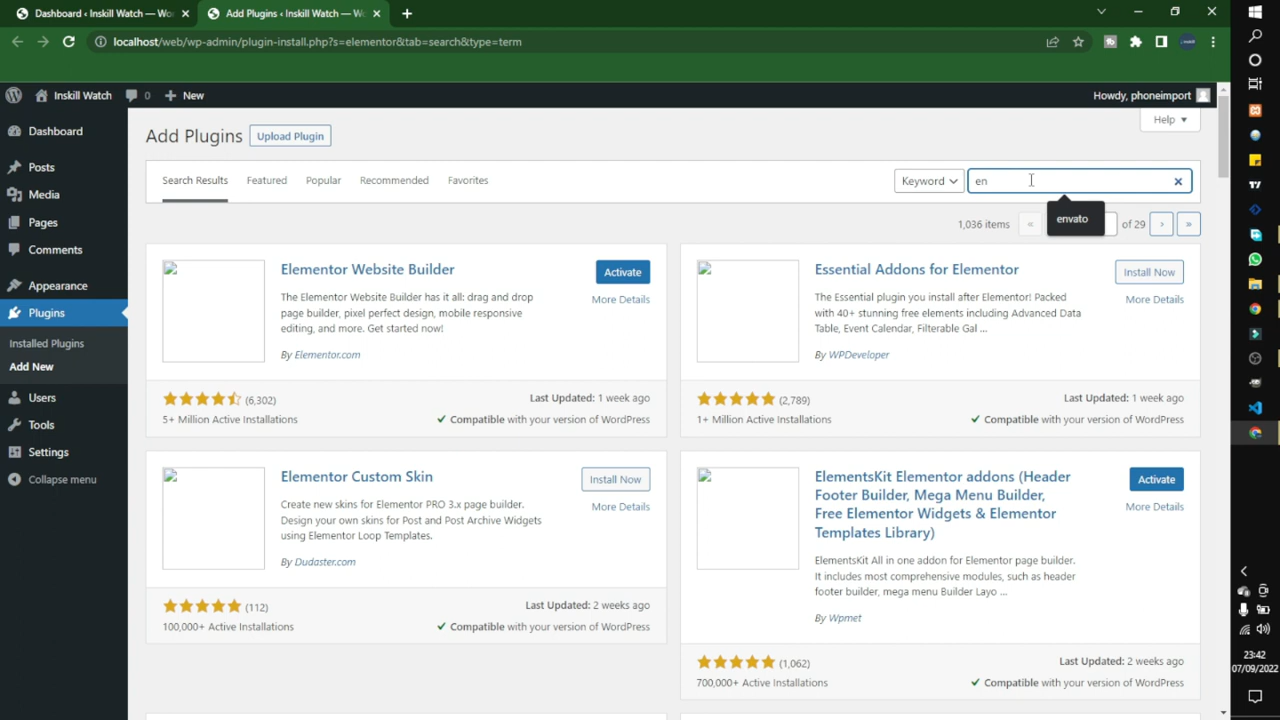 Dashboard ‹ Inskill Watch — Wo
Add Plugins ‹ Inskill Watch — W
localhost/web/wp-admin/plugin-install.php?s=elementor&tab=search&type=term
Inskill Watch
0
New
Howdy, phoneimport
Dashboard
Posts
Media
Pages
Comments
Appearance
Plugins
Installed Plugins
Add New
Users
Tools
Settings
Collapse menu
Add Plugins
Upload Plugin
Help
Search Results
Featured
Popular
Recommended
Favorites
Keyword
en
envato
1,036 items
«
of 29
›
»
Elementor Website Builder
Activate
The Elementor Website Builder has it all: drag and drop
More Details
page builder, pixel perfect design, mobile responsive
editing, and more. Get started now!
By Elementor.com
(6,302)
Last Updated: 1 week ago
5+ Million Active Installations
Compatible with your version of WordPress
Essential Addons for Elementor
Install Now
The Essential plugin you install after Elementor! Packed
More Details
with 40+ stunning free elements including Advanced Data
Table, Event Calendar, Filterable Gal ...
By WPDeveloper
(2,789)
Last Updated: 1 week ago
1+ Million Active Installations
Compatible with your version of WordPress
Elementor Custom Skin
Install Now
Create new skins for Elementor PRO 3.x page builder.
More Details
Design your own skins for Post and Post Archive Widgets
using Elementor Loop Templates.
By Dudaster.com
(112)
Last Updated: 2 weeks ago
100,000+ Active Installations
Compatible with your version of WordPress
ElementsKit Elementor addons (Header
Activate
Footer Builder, Mega Menu Builder,
More Details
Free Elementor Widgets & Elementor
Templates Library)
ElementsKit All in one addon for Elementor page builder.
It includes most comprehensive modules, such as header
footer builder, mega menu Builder Layo ...
By Wpmet
(1,062)
Last Updated: 2 weeks ago
700,000+ Active Installations
Compatible with your version of WordPress
23:42
07/09/2022